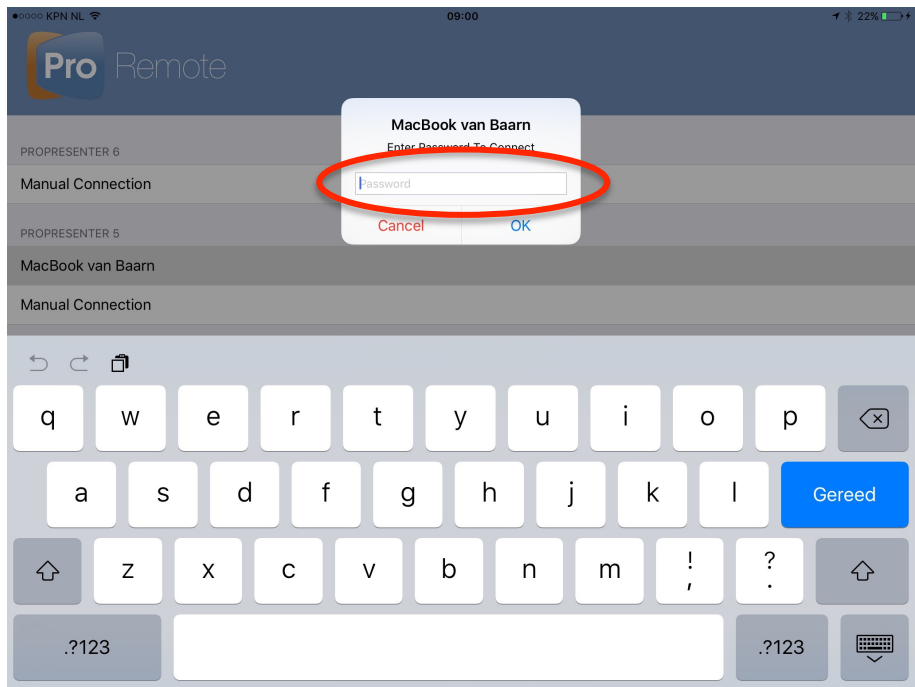 KPN NL 09:00 22%
Pro Remote
MacBook van Baarn
Enter Password To Connect
PROPRESENTER 6
Manual Connection
Password
Cancel OK
PROPRESENTER 5
MacBook van Baarn
Manual Connection
q w e r t y u i o p
a s d f g h j k l Gereed
z x c v b n m ! , ? .
.?123 .?123